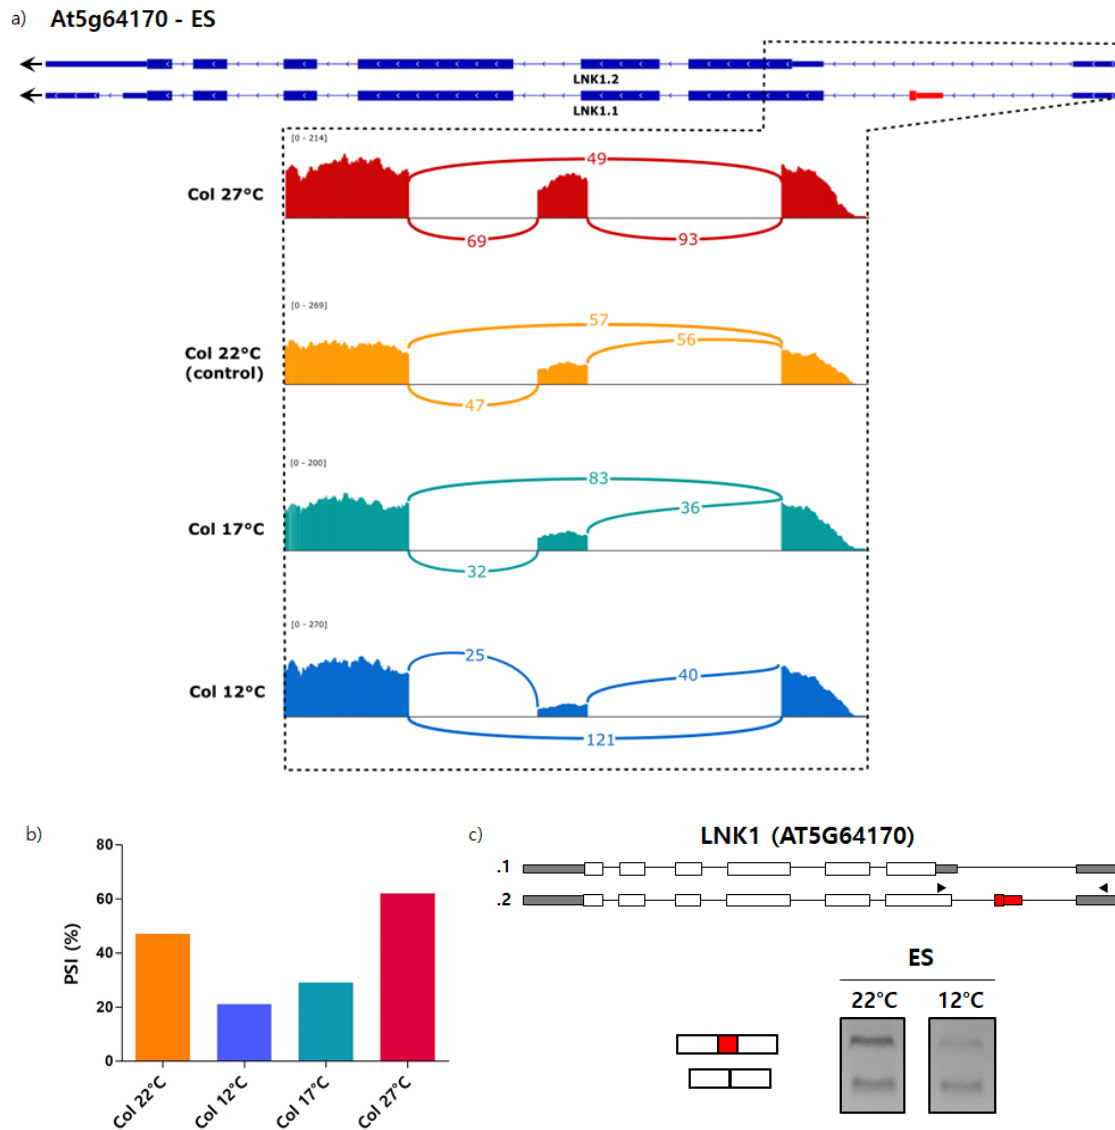 a) At5g64170 - ES
LNK1.2
LNK1.1
[0 - 214]
Col 27°C
49
69
93
[0 - 269]
Col 22°C
(control)
57
56
47
[0 - 200]
Col 17°C
83
36
32
[0 - 270]
Col 12°C
25
40
121
b)
PSI (%)
80
60
40
20
0
Col 22°C
Col 12°C
Col 17°C
Col 27°C
c)
LNK1 (AT5G64170)
.1
.2
ES
22°C 12°C